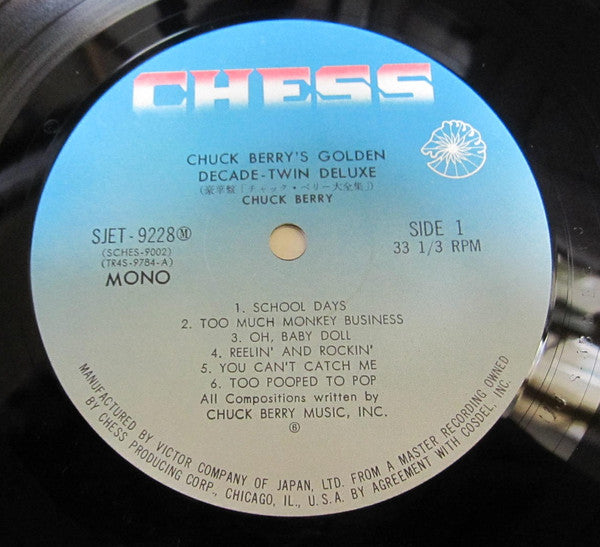 CHESS
CHUCK BERRY'S GOLDEN
DECADE-TWIN DELUXE
(豪華盤「チャック・ベリー大全集」)
CHUCK BERRY
SJET-9228Ⓜ
(SCHES-9002)
(TR4S-9784-A)
MONO
SIDE 1
33 1/3 RPM
1. SCHOOL DAYS
2. TOO MUCH MONKEY BUSINESS
3. OH, BABY DOLL
4. REELIN' AND ROCKIN'
5. YOU CAN'T CATCH ME
6. TOO POOPED TO POP
All Compositions written by
CHUCK BERRY MUSIC, INC.
⑥
MANUFACTURED BY VICTOR COMPANY OF JAPAN, LTD. FROM A MASTER RECORDING OWNED
BY CHESS PRODUCING CORP., CHICAGO, IL., U.S.A. BY AGREEMENT WITH COSDEL, INC.